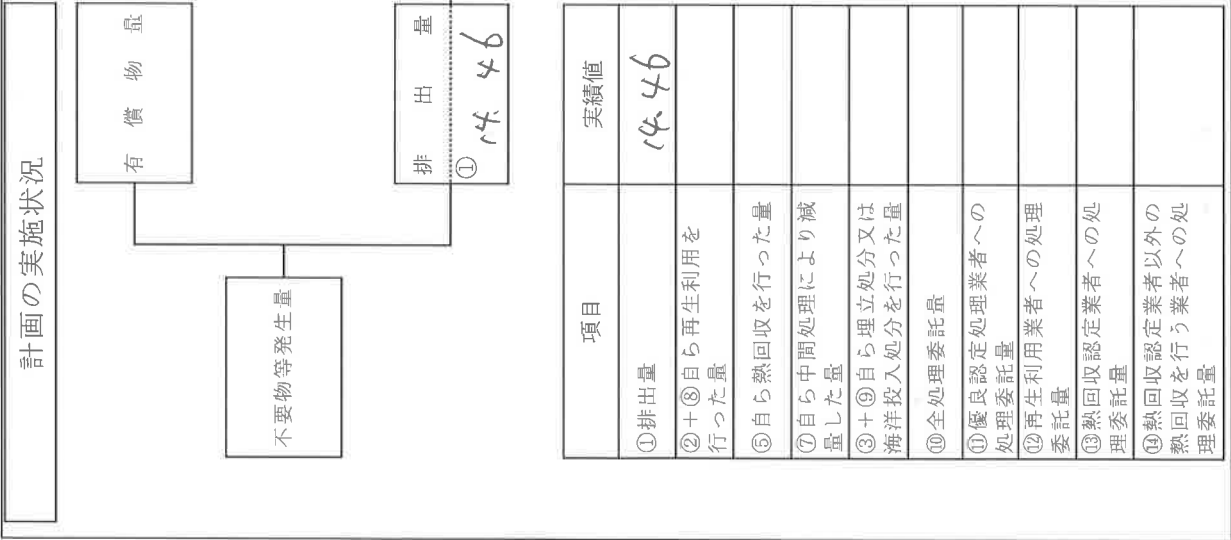 計画の実施状況
有償物量
不要物等発生量
排出量
①
14.46
項目
実績値
①排出量
14.46
②+⑧自ら再生利用を
行った量
⑤自ら熱回収を行った量
⑦自ら中間処理により減
量した量
③+⑨自ら埋立処分又は
海洋投入処分を行った量
⑩全処理委託量
⑪優良認定処理業者への
処理委託量
⑫再生利用業者への処理
委託量
⑬熱回収認定業者への処
理委託量
⑭熱回収認定業者以外の
熱回収を行う業者への処
理委託量